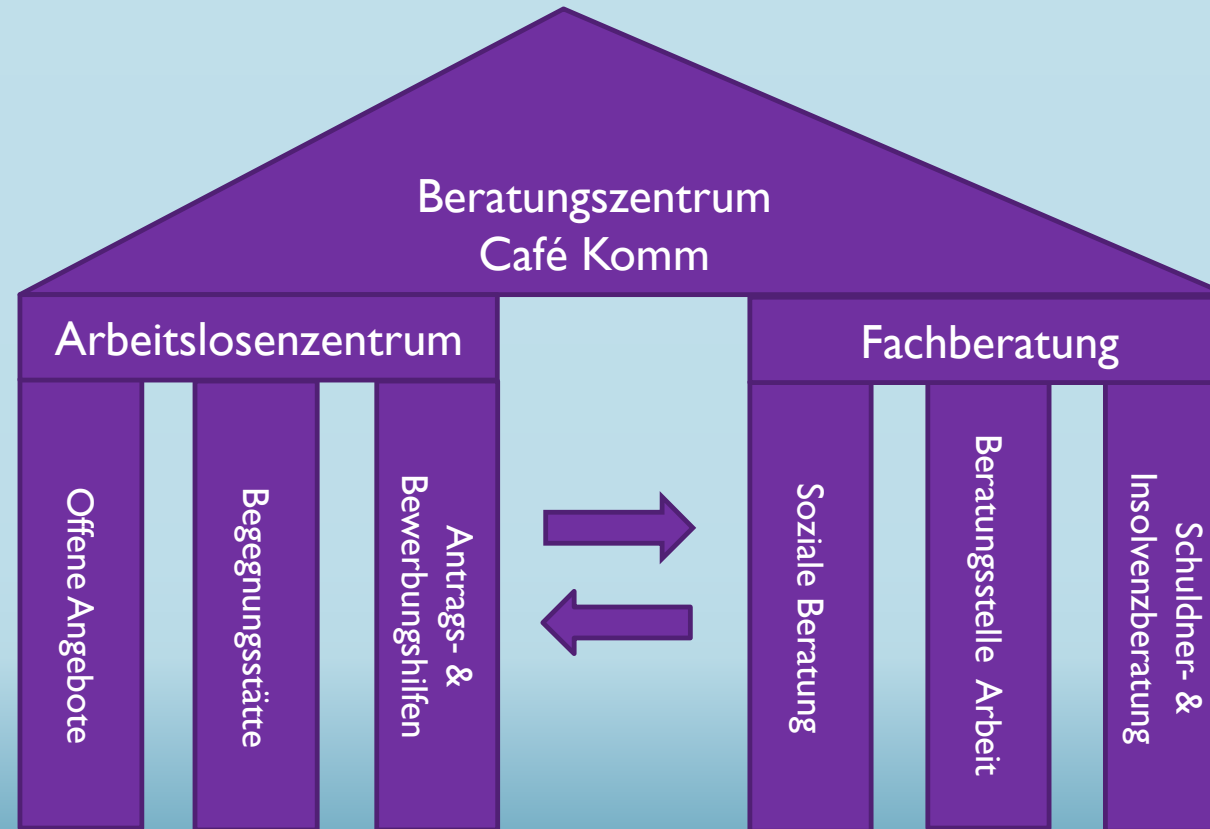 Beratungszentrum
Café Komm
Arbeitslosenzentrum
Fachberatung
Offene Angebote
Begegnungsstätte
Antrags- &
Bewerbungshilfen
Soziale Beratung
Beratungsstelle Arbeit
Schuldner- &
Insolvenzberatung